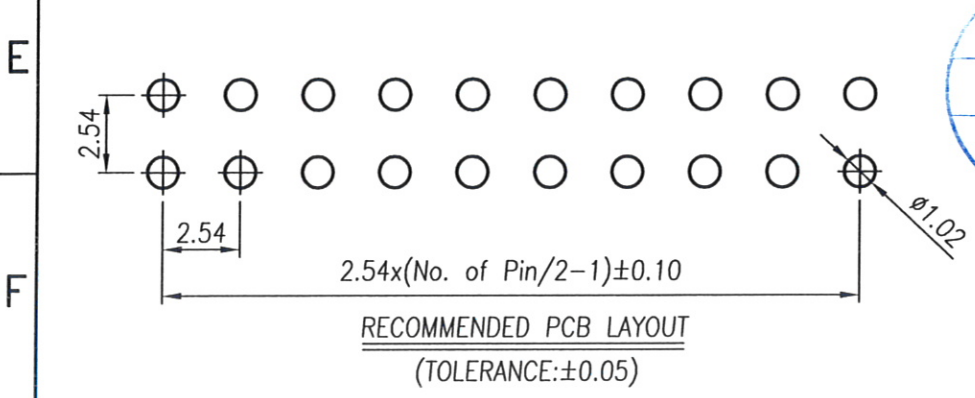 E
2.54
2.54
ø1.02
2.54x(No. of Pin/2-1)±0.10
F
RECOMMENDED PCB LAYOUT
(TOLERANCE:±0.05)